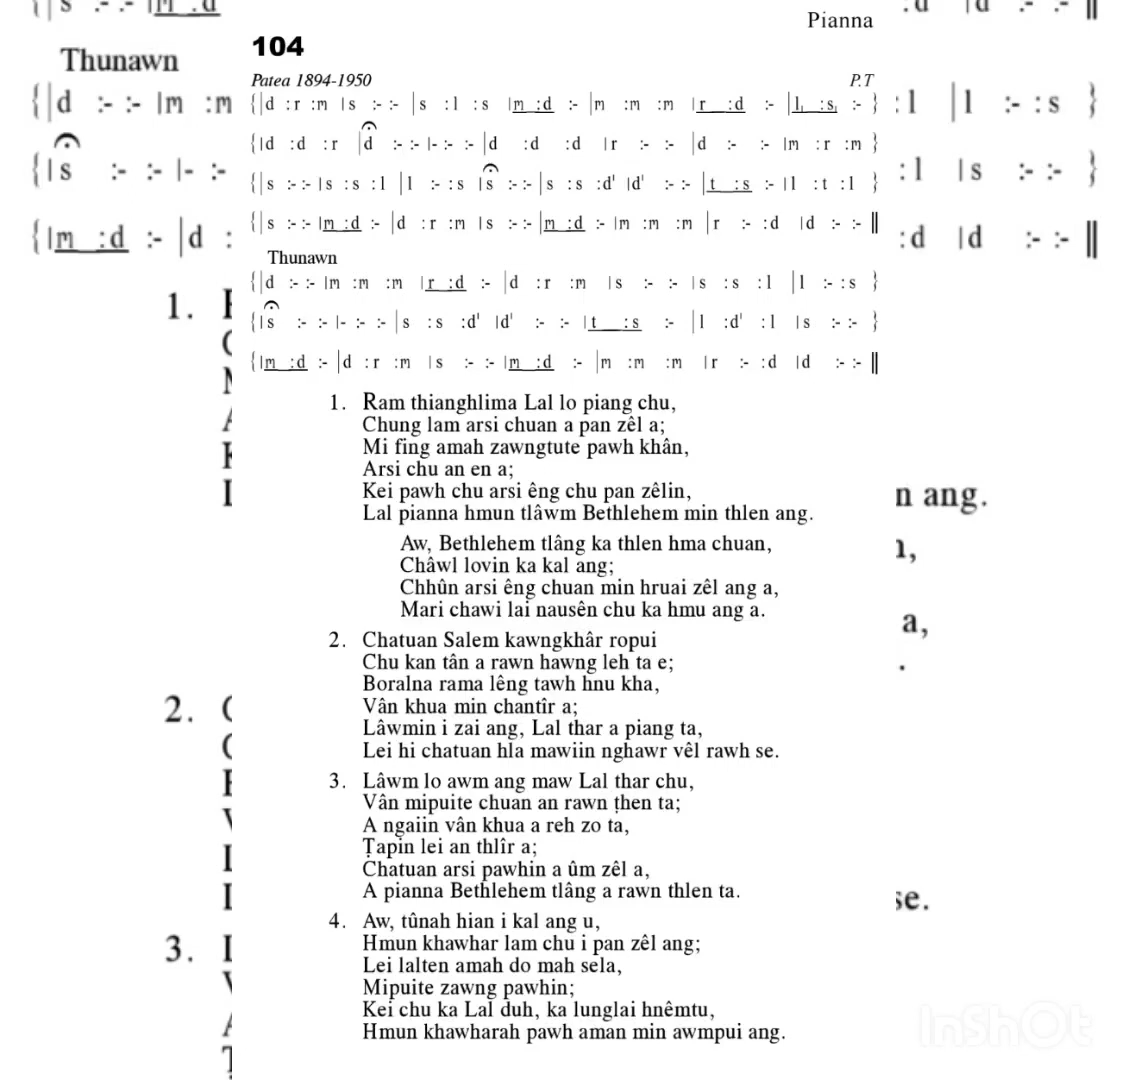 Pianna
104
Patea 1894-1950 P.T
{|d :r :m |s :- :- |s :l :s |m :d :- |m :m :m |r :d :- |l, :s, :- }
{|d :d :r |d :- :- |- :- :- |d :d :d |r :- :- |d :- :- |m :r :m }
{|s :- :- |s :s :l |l :- :s |s :- :- |s :s :d' |d' :- :- |t :s :- |l :t :l }
{|s :- :- |m :d :- |d :r :m |s :- :- |m :d :- |m :m :m |r :- :d |d :- :- ||
Thunawn
{|d :- :- |m :m :m |r :d :- |d :r :m |s :- :- |s :s :l |l :- :s }
{|s :- :- |- :- :- |s :s :d' |d' :- :- |t :s :- |l :d' :l |s :- :- }
{|m :d :- |d :r :m |s :- :- |m :d :- |m :m :m |r :- :d |d :- :- ||
1. Ram thianghlima Lal lo piang chu,
Chung lam arsi chuan a pan zêl a;
Mi fing amah zawngtute pawh khân,
Arsi chu an en a;
Kei pawh chu arsi êng chu pan zêlin,
Lal pianna hmun tlâwm Bethlehem min thlen ang.
Aw, Bethlehem tlâng ka thlen hma chuan,
Châwl lovin ka kal ang;
Chhûn arsi êng chuan min hruai zêl ang a,
Mari chawi lai nausên chu ka hmu ang a.
2. Chatuan Salem kawngkhâr ropui
Chu kan tân a rawn hawng leh ta e;
Boralna rama lêng tawh hnu kha,
Vân khua min chantîr a;
Lâwmin i zai ang, Lal thar a piang ta,
Lei hi chatuan hla mawiin nghawr vêl rawh se.
3. Lâwm lo awm ang maw Lal thar chu,
Vân mipuite chuan an rawn ṭhen ta;
A ngaiin vân khua a reh zo ta,
Ṭapin lei an thlîr a;
Chatuan arsi pawhin a ûm zêl a,
A pianna Bethlehem tlâng a rawn thlen ta.
4. Aw, tûnah hian i kal ang u,
Hmun khawhar lam chu i pan zêl ang;
Lei lalten amah do mah sela,
Mipuite zawng pawhin;
Kei chu ka Lal duh, ka lunglai hnêmtu,
Hmun khawharah pawh aman min awmpui ang.
Thunawn
1.
2.
3.
n ang.
a,
se.
InShOt